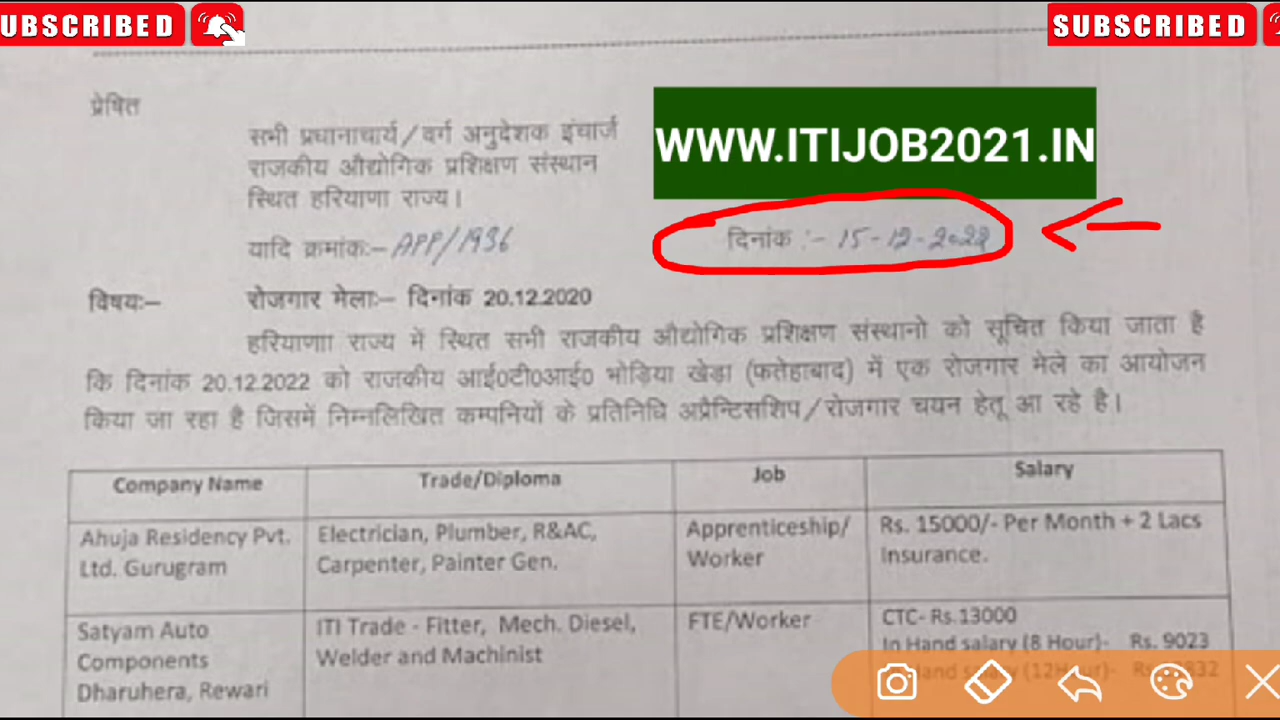 UBSCRIBED
SUBSCRIBED
प्रेषित
सभी प्रधानाचार्य/वर्ग अनुदेशक इंचार्ज
राजकीय औद्योगिक प्रशिक्षण संस्थान
स्थित हरियाणा राज्य।
WWW.ITIJOB2021.IN
यादि क्रमांकः– APP/1936
दिनांक :- 15-12-2022
विषयः– रोजगार मेलाः– दिनांक 20.12.2020
हरियाणाा राज्य में स्थित सभी राजकीय औद्योगिक प्रशिक्षण संस्थानो को सूचित किया जाता है
कि दिनांक 20.12.2022 को राजकीय आई0टी0आई0 भोड़िया खेड़ा (फतेहाबाद) में एक रोजगार मेले का आयोजन
किया जा रहा है जिसमें निम्नलिखित कम्पनियों के प्रतिनिधि अप्रैन्टिसशिप/रोजगार चयन हेतू आ रहे है।
Company Name Trade/Diploma Job Salary
Ahuja Residency Pvt. Electrician, Plumber, R&AC, Apprenticeship/ Rs. 15000/- Per Month + 2 Lacs
Ltd. Gurugram Carpenter, Painter Gen. Worker Insurance.
Satyam Auto ITI Trade - Fitter, Mech. Diesel, FTE/Worker CTC- Rs.13000
Components Welder and Machinist In Hand salary (8 Hour)- Rs. 9023
Dharuhera, Rewari Hand salary (12Hour)-